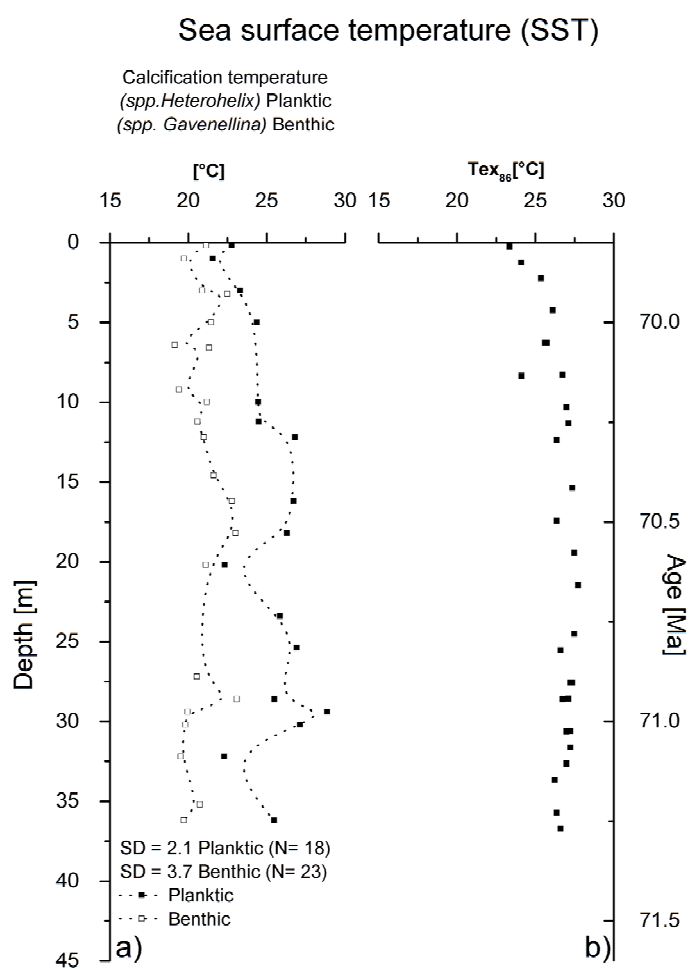 Sea surface temperature (SST)
Calcification temperature
(spp.Heterohelix) Planktic
(spp. Gavenellina) Benthic
[°C]
Tex86[°C]
15 20 25 30
15 20 25 30
0
5
10
15
20
25
30
35
40
45
Depth [m]
70.0
70.5
71.0
71.5
Age [Ma]
SD = 2.1 Planktic (N= 18)
SD = 3.7 Benthic (N= 23)
Planktic
Benthic
a)
b)